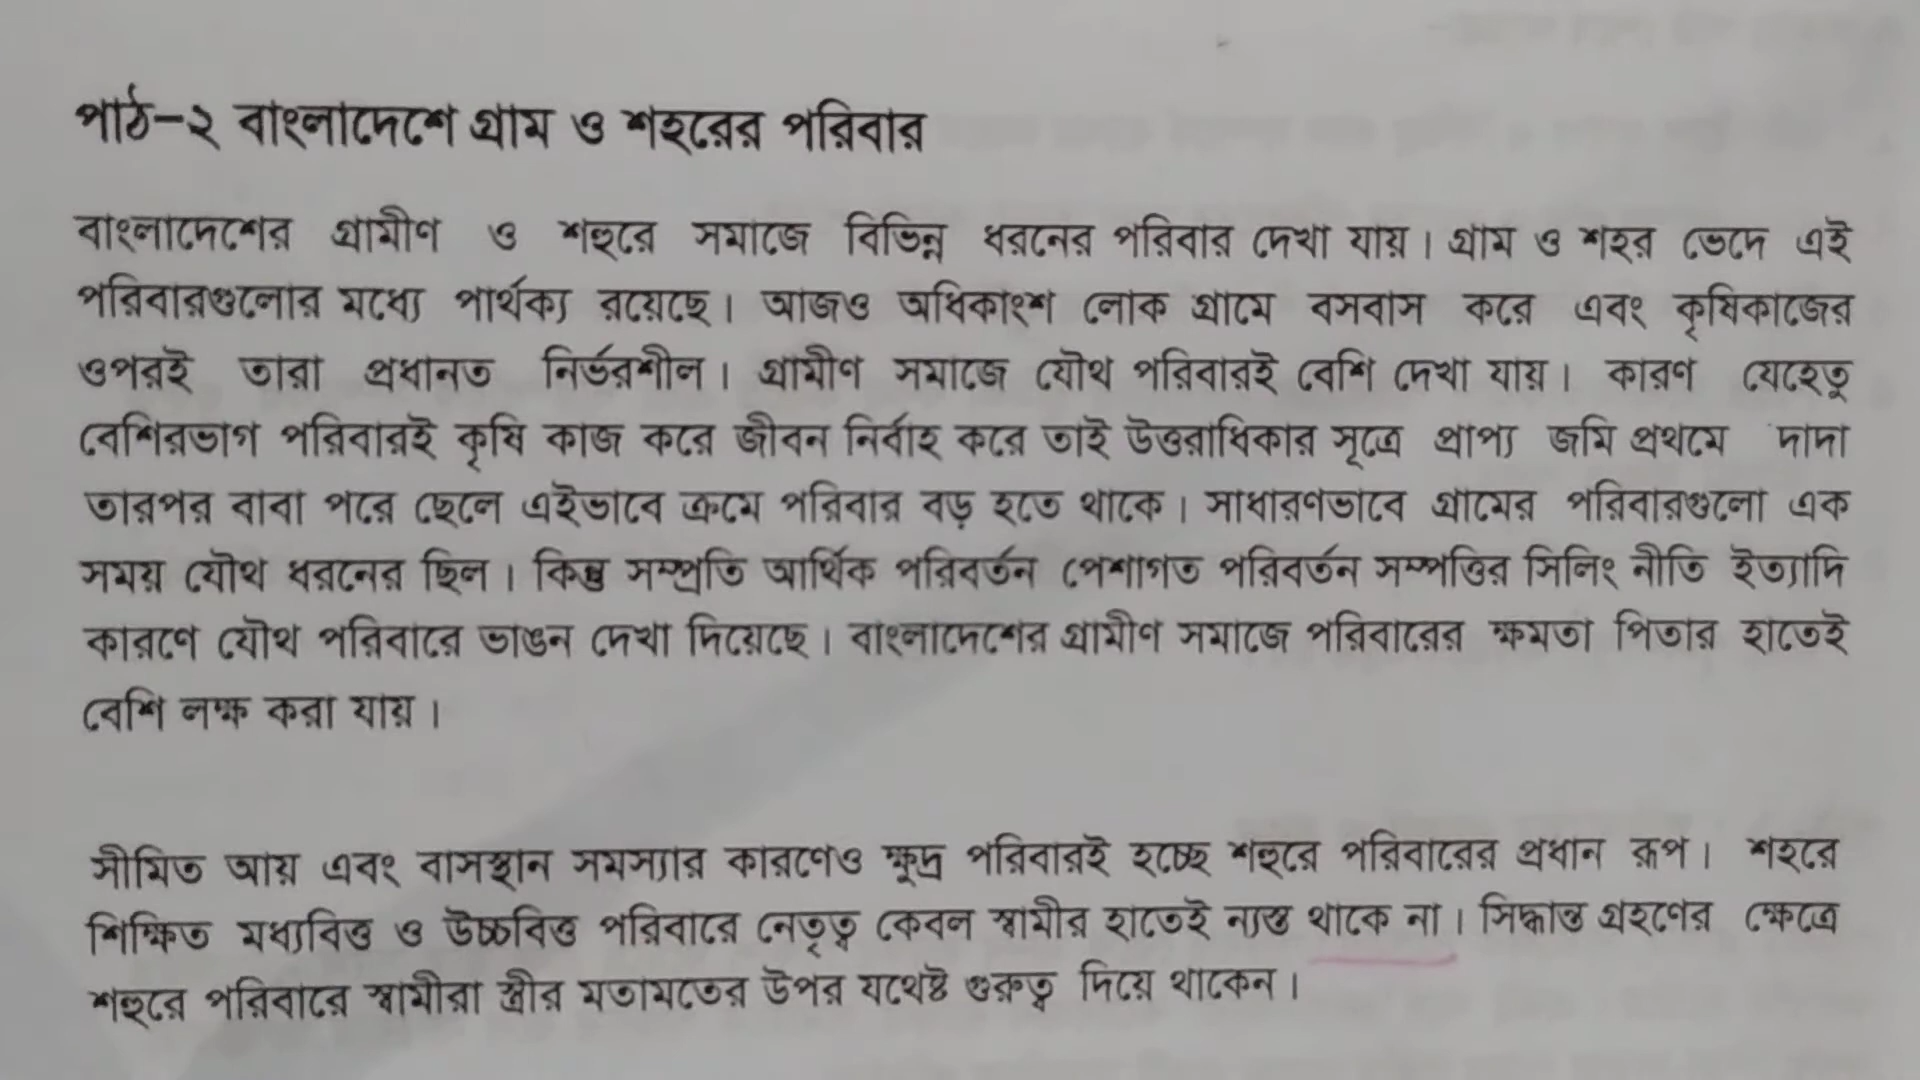 পাঠ-২ বাংলাদেশে গ্রাম ও শহরের পরিবার
বাংলাদেশের গ্রামীণ ও শহুরে সমাজে বিভিন্ন ধরনের পরিবার দেখা যায়। গ্রাম ও শহর ভেদে এই
পরিবারগুলোর মধ্যে পার্থক্য রয়েছে। আজও অধিকাংশ লোক গ্রামে বসবাস করে এবং কৃষিকাজের
ওপরই তারা প্রধানত নির্ভরশীল। গ্রামীণ সমাজে যৌথ পরিবারই বেশি দেখা যায়। কারণ যেহেতু
বেশিরভাগ পরিবারই কৃষি কাজ করে জীবন নির্বাহ করে তাই উত্তরাধিকার সূত্রে প্রাপ্য জমি প্রথমে দাদা
তারপর বাবা পরে ছেলে এইভাবে ক্রমে পরিবার বড় হতে থাকে। সাধারণভাবে গ্রামের পরিবারগুলো এক
সময় যৌথ ধরনের ছিল। কিন্তু সম্প্রতি আর্থিক পরিবর্তন পেশাগত পরিবর্তন সম্পত্তির সিলিং নীতি ইত্যাদি
কারণে যৌথ পরিবারে ভাঙন দেখা দিয়েছে। বাংলাদেশের গ্রামীণ সমাজে পরিবারের ক্ষমতা পিতার হাতেই
বেশি লক্ষ করা যায়।
সীমিত আয় এবং বাসস্থান সমস্যার কারণেও ক্ষুদ্র পরিবারই হচ্ছে শহুরে পরিবারের প্রধান রূপ। শহরে
শিক্ষিত মধ্যবিত্ত ও উচ্চবিত্ত পরিবারে নেতৃত্ব কেবল স্বামীর হাতেই ন্যস্ত থাকে না। সিদ্ধান্ত গ্রহণের ক্ষেত্রে
শহুরে পরিবারে স্বামীরা স্ত্রীর মতামতের উপর যথেষ্ট গুরুত্ব দিয়ে থাকেন।